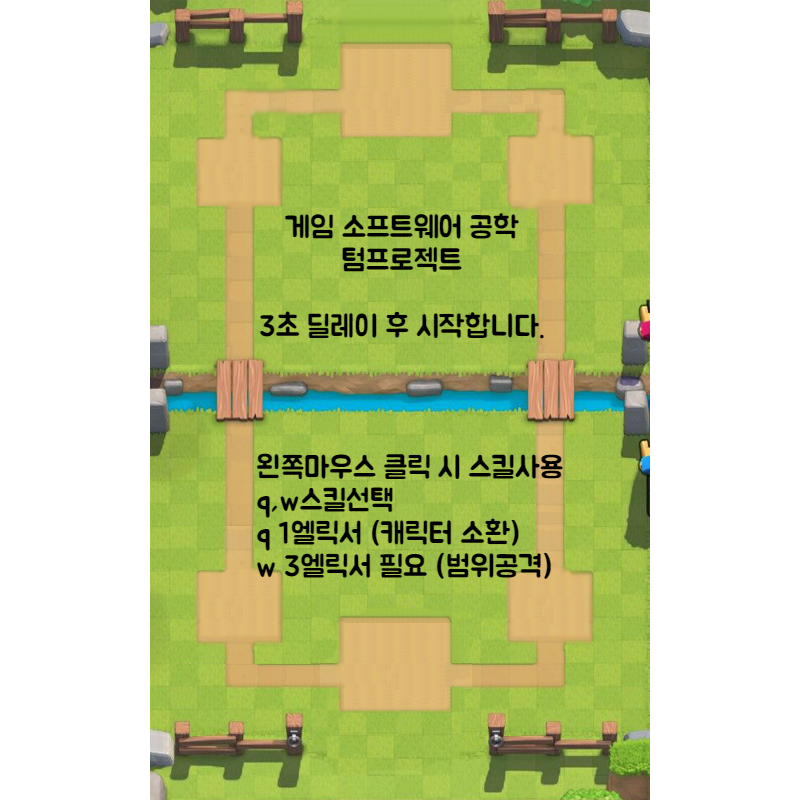 게임 소프트웨어 공학
텀프로젝트
3초 딜레이 후 시작합니다.
왼쪽마우스 클릭 시 스킬사용
q,w스킬선택
q 1엘릭서 (캐릭터 소환)
w 3엘릭서 필요 (범위공격)